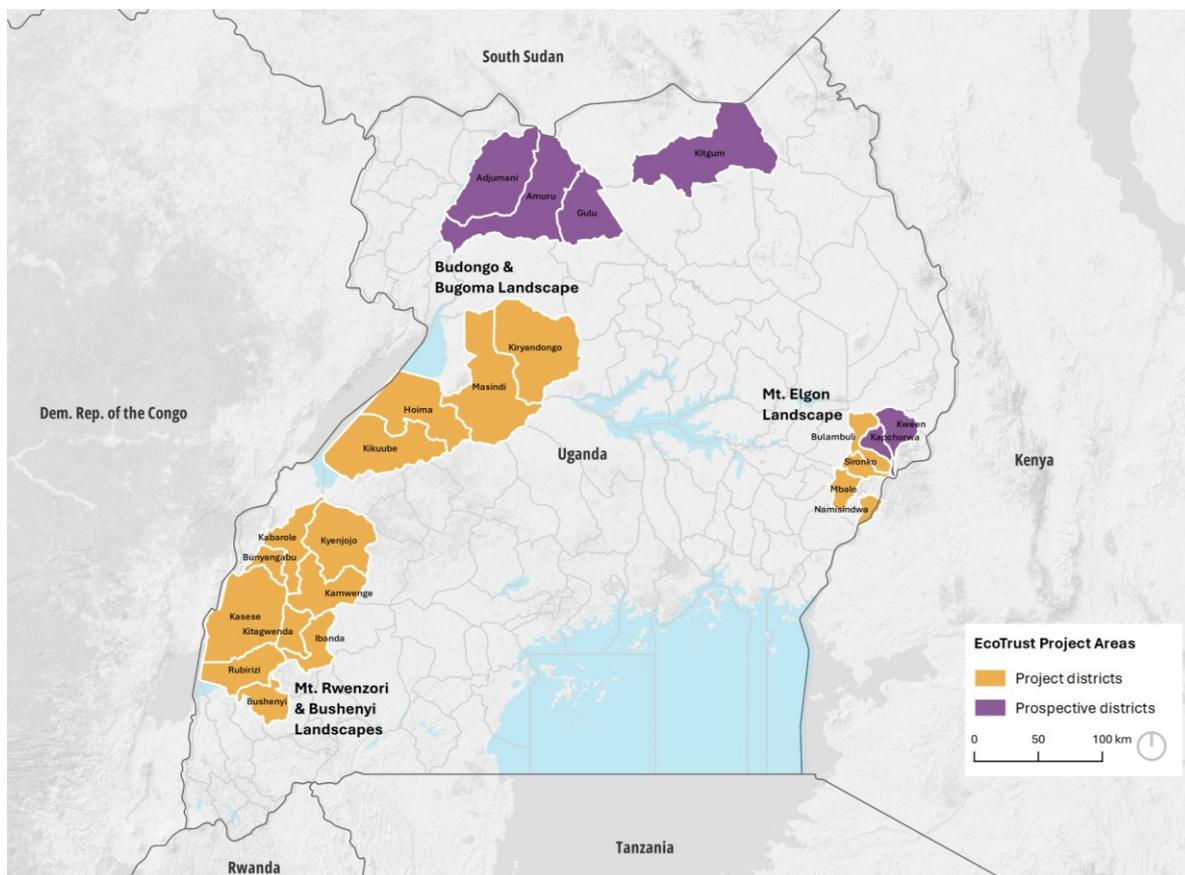 South Sudan
Kitgum
Adjumani
Amuru
Gulu
Budongo &
Bugoma Landscape
Kiryandongo
Masindi
Hoima
Kikuube
Dem. Rep. of the Congo
Uganda
Mt. Elgon
Landscape
Kween
Bulambuli
Kapchorwa
Sironko
Mbale
Namisindwa
Kenya
Kabarole
Kyenjojo
Bunyangabu
Kamwenge
Kasese
Kitagwenda
Ibanda
Rubirizi
Bushenyi
Mt. Rwenzori
& Bushenyi
Landscapes
EcoTrust Project Areas
Project districts
Prospective districts
0 50 100 km
Tanzania
Rwanda